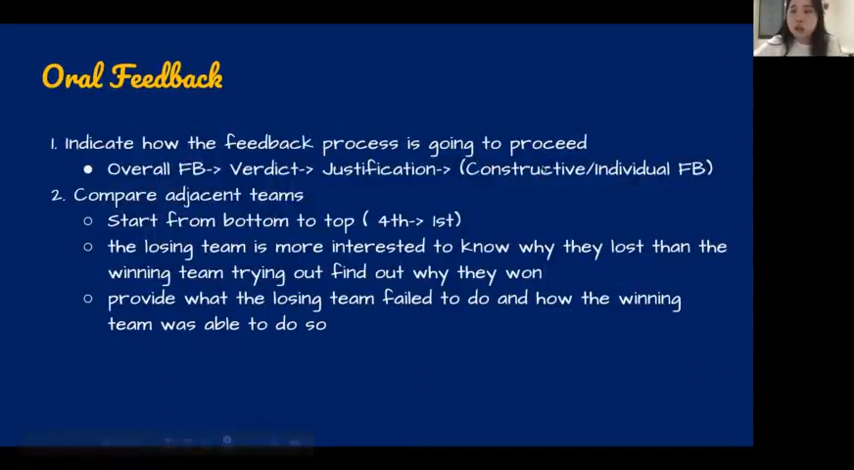 Oral Feedback
1. Indicate how the feedback process is going to proceed
● Overall FB-> Verdict-> Justification-> (Constructive/Individual FB)
2. Compare adjacent teams
○ Start from bottom to top ( 4th-> 1st)
○ the losing team is more interested to know why they lost than the
winning team trying out find out why they won
○ provide what the losing team failed to do and how the winning
team was able to do so